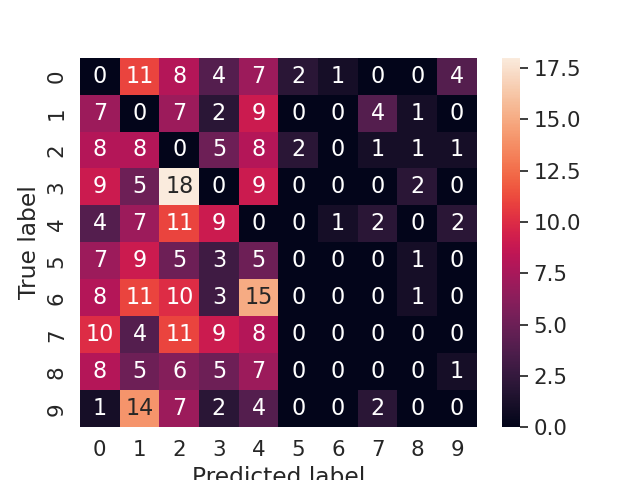 True label
0 0 11 8 4 7 2 1 0 0 4
1 7 0 7 2 9 0 0 4 1 0
2 8 8 0 5 8 2 0 1 1 1
3 9 5 18 0 9 0 0 0 2 0
4 4 7 11 9 0 0 1 2 0 2
5 7 9 5 3 5 0 0 0 1 0
6 8 11 10 3 15 0 0 0 1 0
7 10 4 11 9 8 0 0 0 0 0
8 8 5 6 5 7 0 0 0 0 1
9 1 14 7 2 4 0 0 2 0 0
0 1 2 3 4 5 6 7 8 9
Predicted label
17.5
15.0
12.5
10.0
7.5
5.0
2.5
0.0